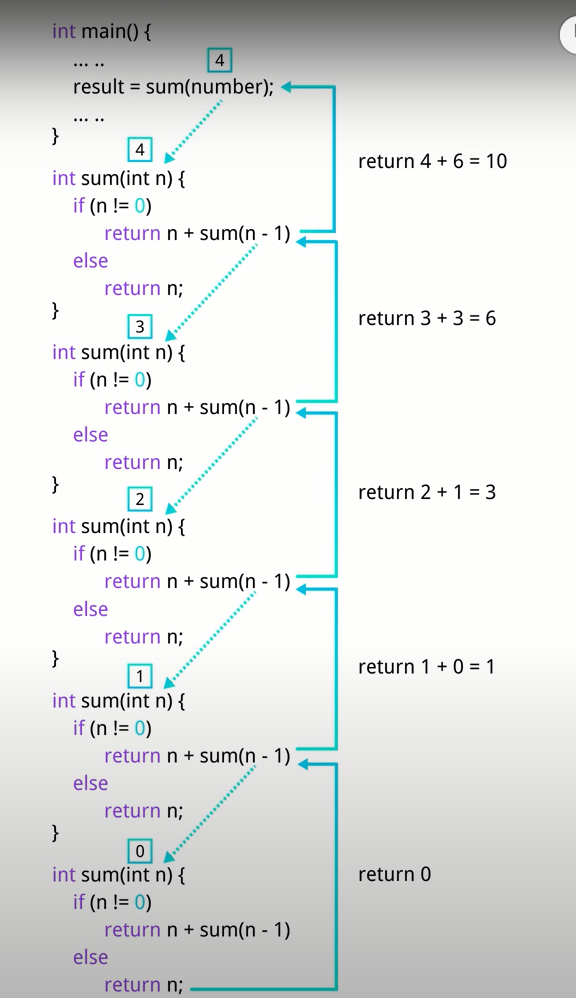 int main() {
... ..
4
result = sum(number);
... ..
}
4
return 4 + 6 = 10
int sum(int n) {
if (n != 0)
return n + sum(n - 1)
else
return n;
}
3
return 3 + 3 = 6
int sum(int n) {
if (n != 0)
return n + sum(n - 1)
else
return n;
}
2
return 2 + 1 = 3
int sum(int n) {
if (n != 0)
return n + sum(n - 1)
else
return n;
}
1
return 1 + 0 = 1
int sum(int n) {
if (n != 0)
return n + sum(n - 1)
else
return n;
}
0
int sum(int n) {
return 0
if (n != 0)
return n + sum(n - 1)
else
return n;